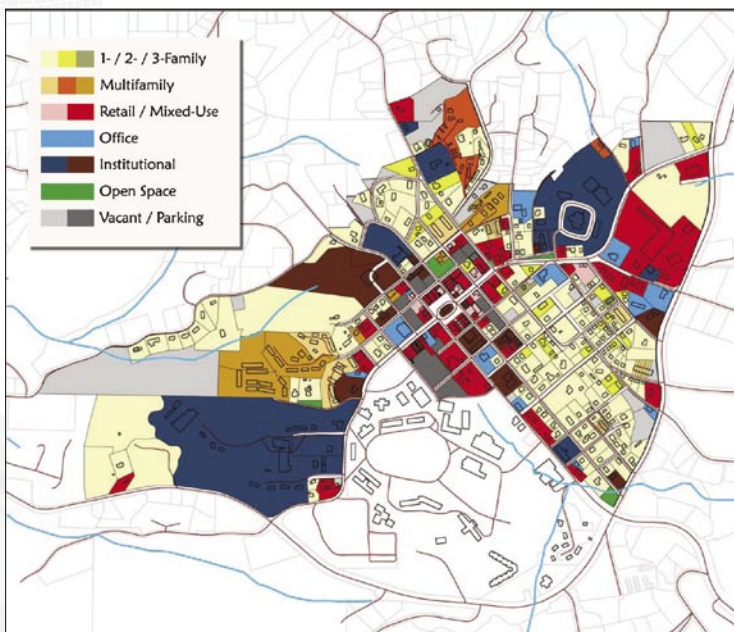 1- / 2- / 3-Family
Multifamily
Retail / Mixed-Use
Office
Institutional
Open Space
Vacant / Parking